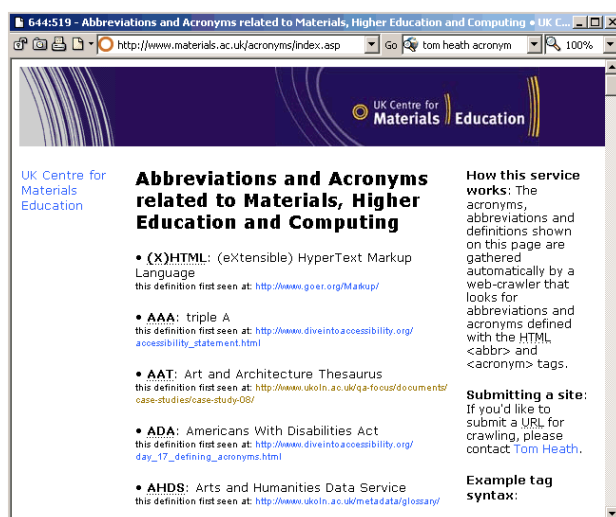 644:519 - Abbreviations and Acronyms related to Materials, Higher Education and Computing • UK C...
http://www.materials.ac.uk/acronyms/index.asp Go tom heath acronym 100%
UK Centre for
Materials Education
UK Centre for
Materials
Education
Abbreviations and Acronyms
related to Materials, Higher
Education and Computing
• (X)HTML: (eXtensible) HyperText Markup
Language
this definition first seen at: http://www.goer.org/Markup/
• AAA: triple A
this definition first seen at: http://www.diveintoaccessibility.org/
accessibility_statement.html
• AAT: Art and Architecture Thesaurus
this definition first seen at: http://www.ukoln.ac.uk/qa-focus/documents/
case-studies/case-study-08/
• ADA: Americans With Disabilities Act
this definition first seen at: http://www.diveintoaccessibility.org/
day_17_defining_acronyms.html
• AHDS: Arts and Humanities Data Service
this definition first seen at: http://www.ukoln.ac.uk/metadata/glossary/
How this service
works: The
acronyms,
abbreviations and
definitions shown
on this page are
gathered
automatically by a
web-crawler that
looks for
abbreviations and
acronyms defined
with the HTML
<abbr> and
<acronym> tags.
Submitting a site:
If you'd like to
submit a URL for
crawling, please
contact Tom Heath.
Example tag
syntax: